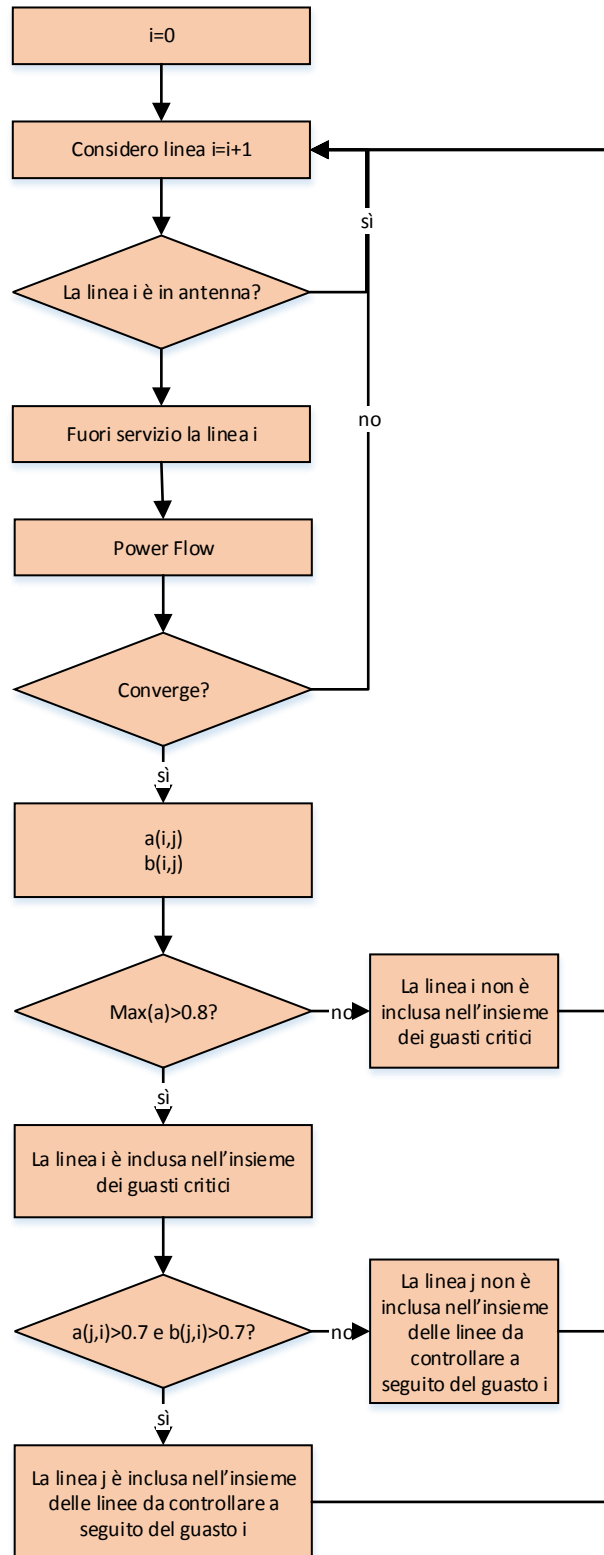 i=0
Considero linea i=i+1
La linea i è in antenna?
sì
Fuori servizio la linea i
no
Power Flow
Converge?
sì
a(i,j)
b(i,j)
Max(a)>0.8?
no
La linea i non è
inclusa nell'insieme
dei guasti critici
sì
La linea i è inclusa nell'insieme
dei guasti critici
a(j,i)>0.7 e b(j,i)>0.7?
no
La linea j non è
inclusa nell'insieme
delle linee da
controllare a
seguito del guasto i
sì
La linea j è inclusa nell'insieme
delle linee da controllare a
seguito del guasto i